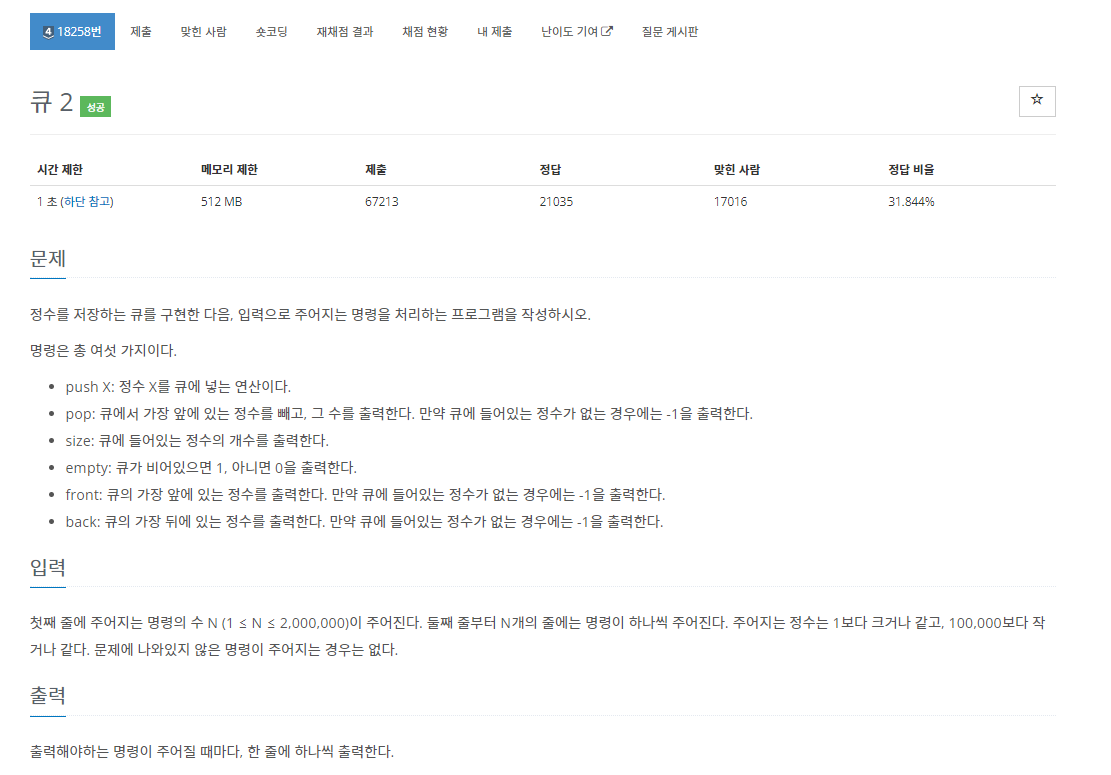 4 18258번 제출 맞힌 사람 숏코딩 재채점 결과 채점 현황 내 제출 난이도 기여 질문 게시판
큐 2 성공
시간 제한 메모리 제한 제출 정답 맞힌 사람 정답 비율
1 초 (하단 참고) 512 MB 67213 21035 17016 31.844%
문제
정수를 저장하는 큐를 구현한 다음, 입력으로 주어지는 명령을 처리하는 프로그램을 작성하시오.
명령은 총 여섯 가지이다.
push X: 정수 X를 큐에 넣는 연산이다.
pop: 큐에서 가장 앞에 있는 정수를 빼고, 그 수를 출력한다. 만약 큐에 들어있는 정수가 없는 경우에는 -1을 출력한다.
size: 큐에 들어있는 정수의 개수를 출력한다.
empty: 큐가 비어있으면 1, 아니면 0을 출력한다.
front: 큐의 가장 앞에 있는 정수를 출력한다. 만약 큐에 들어있는 정수가 없는 경우에는 -1을 출력한다.
back: 큐의 가장 뒤에 있는 정수를 출력한다. 만약 큐에 들어있는 정수가 없는 경우에는 -1을 출력한다.
입력
첫째 줄에 주어지는 명령의 수 N (1 ≤ N ≤ 2,000,000)이 주어진다. 둘째 줄부터 N개의 줄에는 명령이 하나씩 주어진다. 주어지는 정수는 1보다 크거나 같고, 100,000보다 작
거나 같다. 문제에 나와있지 않은 명령이 주어지는 경우는 없다.
출력
출력해야하는 명령이 주어질 때마다, 한 줄에 하나씩 출력한다.